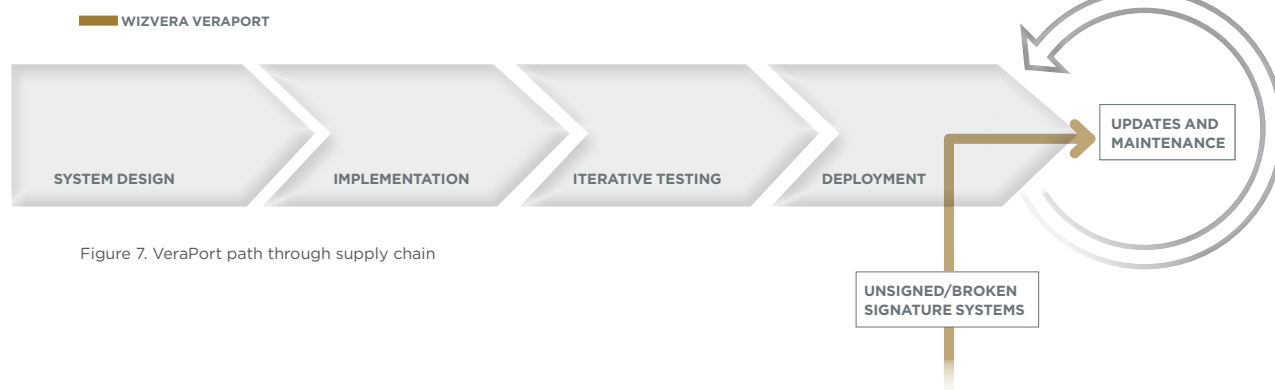 WIZVERA VERAPORT
SYSTEM DESIGN
IMPLEMENTATION
ITERATIVE TESTING
DEPLOYMENT
UPDATES AND
MAINTENANCE
Figure 7. VeraPort path through supply chain
UNSIGNED/BROKEN
SIGNATURE SYSTEMS